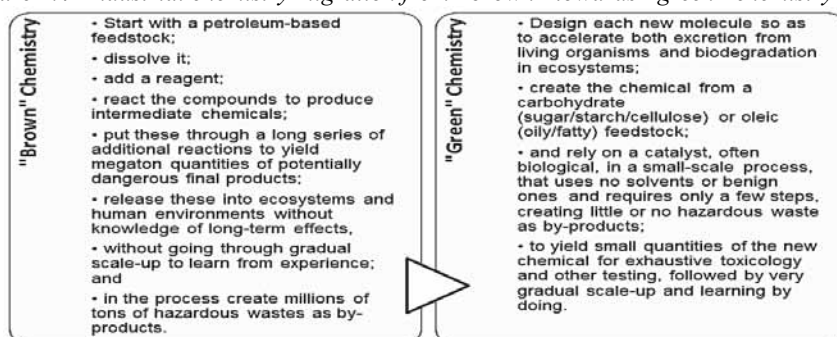 "Brown" Chemistry
• Start with a petroleum-based
feedstock;
• dissolve it;
• add a reagent;
• react the compounds to produce
intermediate chemicals;
• put these through a long series of
additional reactions to yield
megaton quantities of potentially
dangerous final products;
• release these into ecosystems and
human environments without
knowledge of long-term effects,
• without going through gradual
scale-up to learn from experience;
and
• in the process create millions of
tons of hazardous wastes as by-
products.
"Green" Chemistry
• Design each new molecule so as
to accelerate both excretion from
living organisms and biodegradation
in ecosystems;
• create the chemical from a
carbohydrate
(sugar/starch/cellulose) or oleic
(oily/fatty) feedstock;
• and rely on a catalyst, often
biological, in a small-scale process,
that uses no solvents or benign
ones and requires only a few steps,
creating little or no hazardous waste
as by-products;
• to yield small quantities of the new
chemical for exhaustive toxicology
and other testing, followed by very
gradual scale-up and learning by
doing.